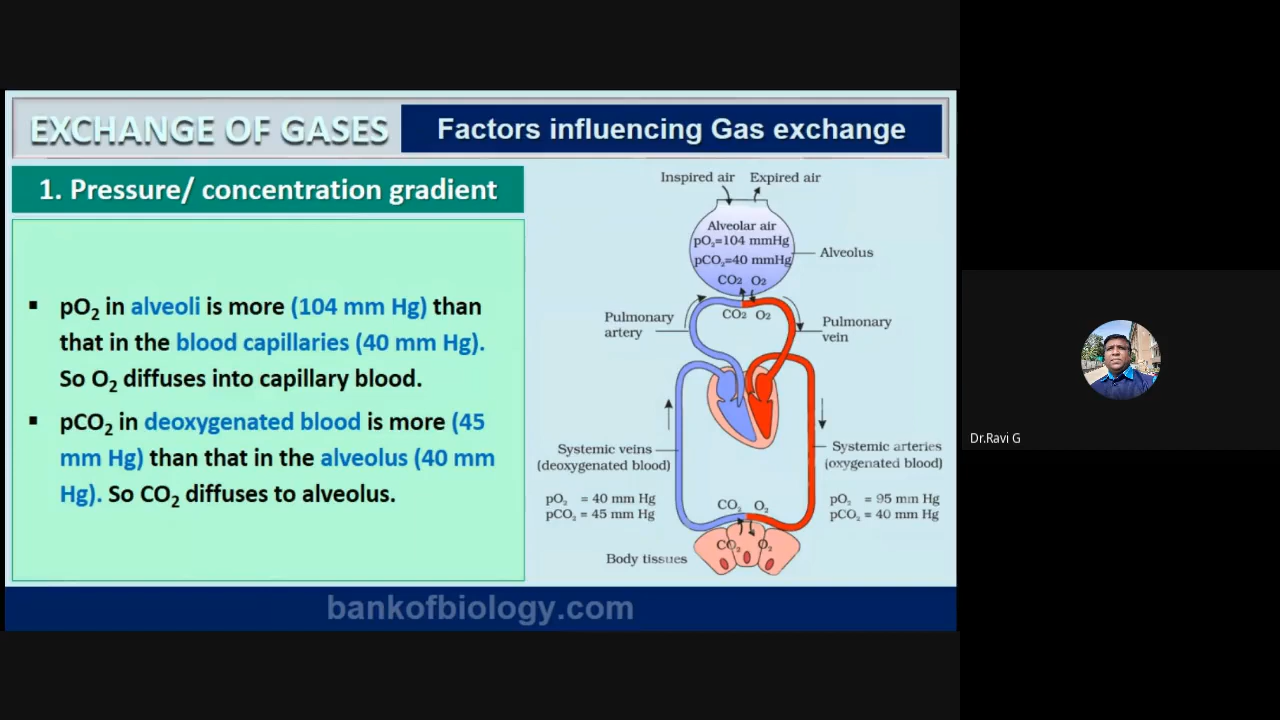 EXCHANGE OF GASES
Factors influencing Gas exchange
1. Pressure/ concentration gradient
▪ pO₂ in alveoli is more (104 mm Hg) than
that in the blood capillaries (40 mm Hg).
So O₂ diffuses into capillary blood.
▪ pCO₂ in deoxygenated blood is more (45
mm Hg) than that in the alveolus (40 mm
Hg). So CO₂ diffuses to alveolus.
Inspired air Expired air
Alveolar air
pO₂=104 mmHg
pCO₂=40 mmHg
CO2 O2
Alveolus
CO2 O2
Pulmonary
artery
Pulmonary
vein
Systemic veins
(deoxygenated blood)
pO₂ = 40 mm Hg
pCO₂ = 45 mm Hg
Systemic arteries
(oxygenated blood)
pO₂ = 95 mm Hg
pCO₂ = 40 mm Hg
CO₂ O₂
CO₂ O₂
Body tissues
bankofbiology.com
Dr.Ravi G